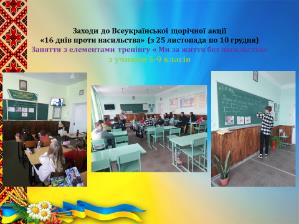 Заходи до Всеукраїнської щорічної акції
«16 днів проти насильства» (з 25 листопада по 10 грудня)
Заняття з елементами тренінгу « Ми за життя без насильства»
з учнями 6-9 класів